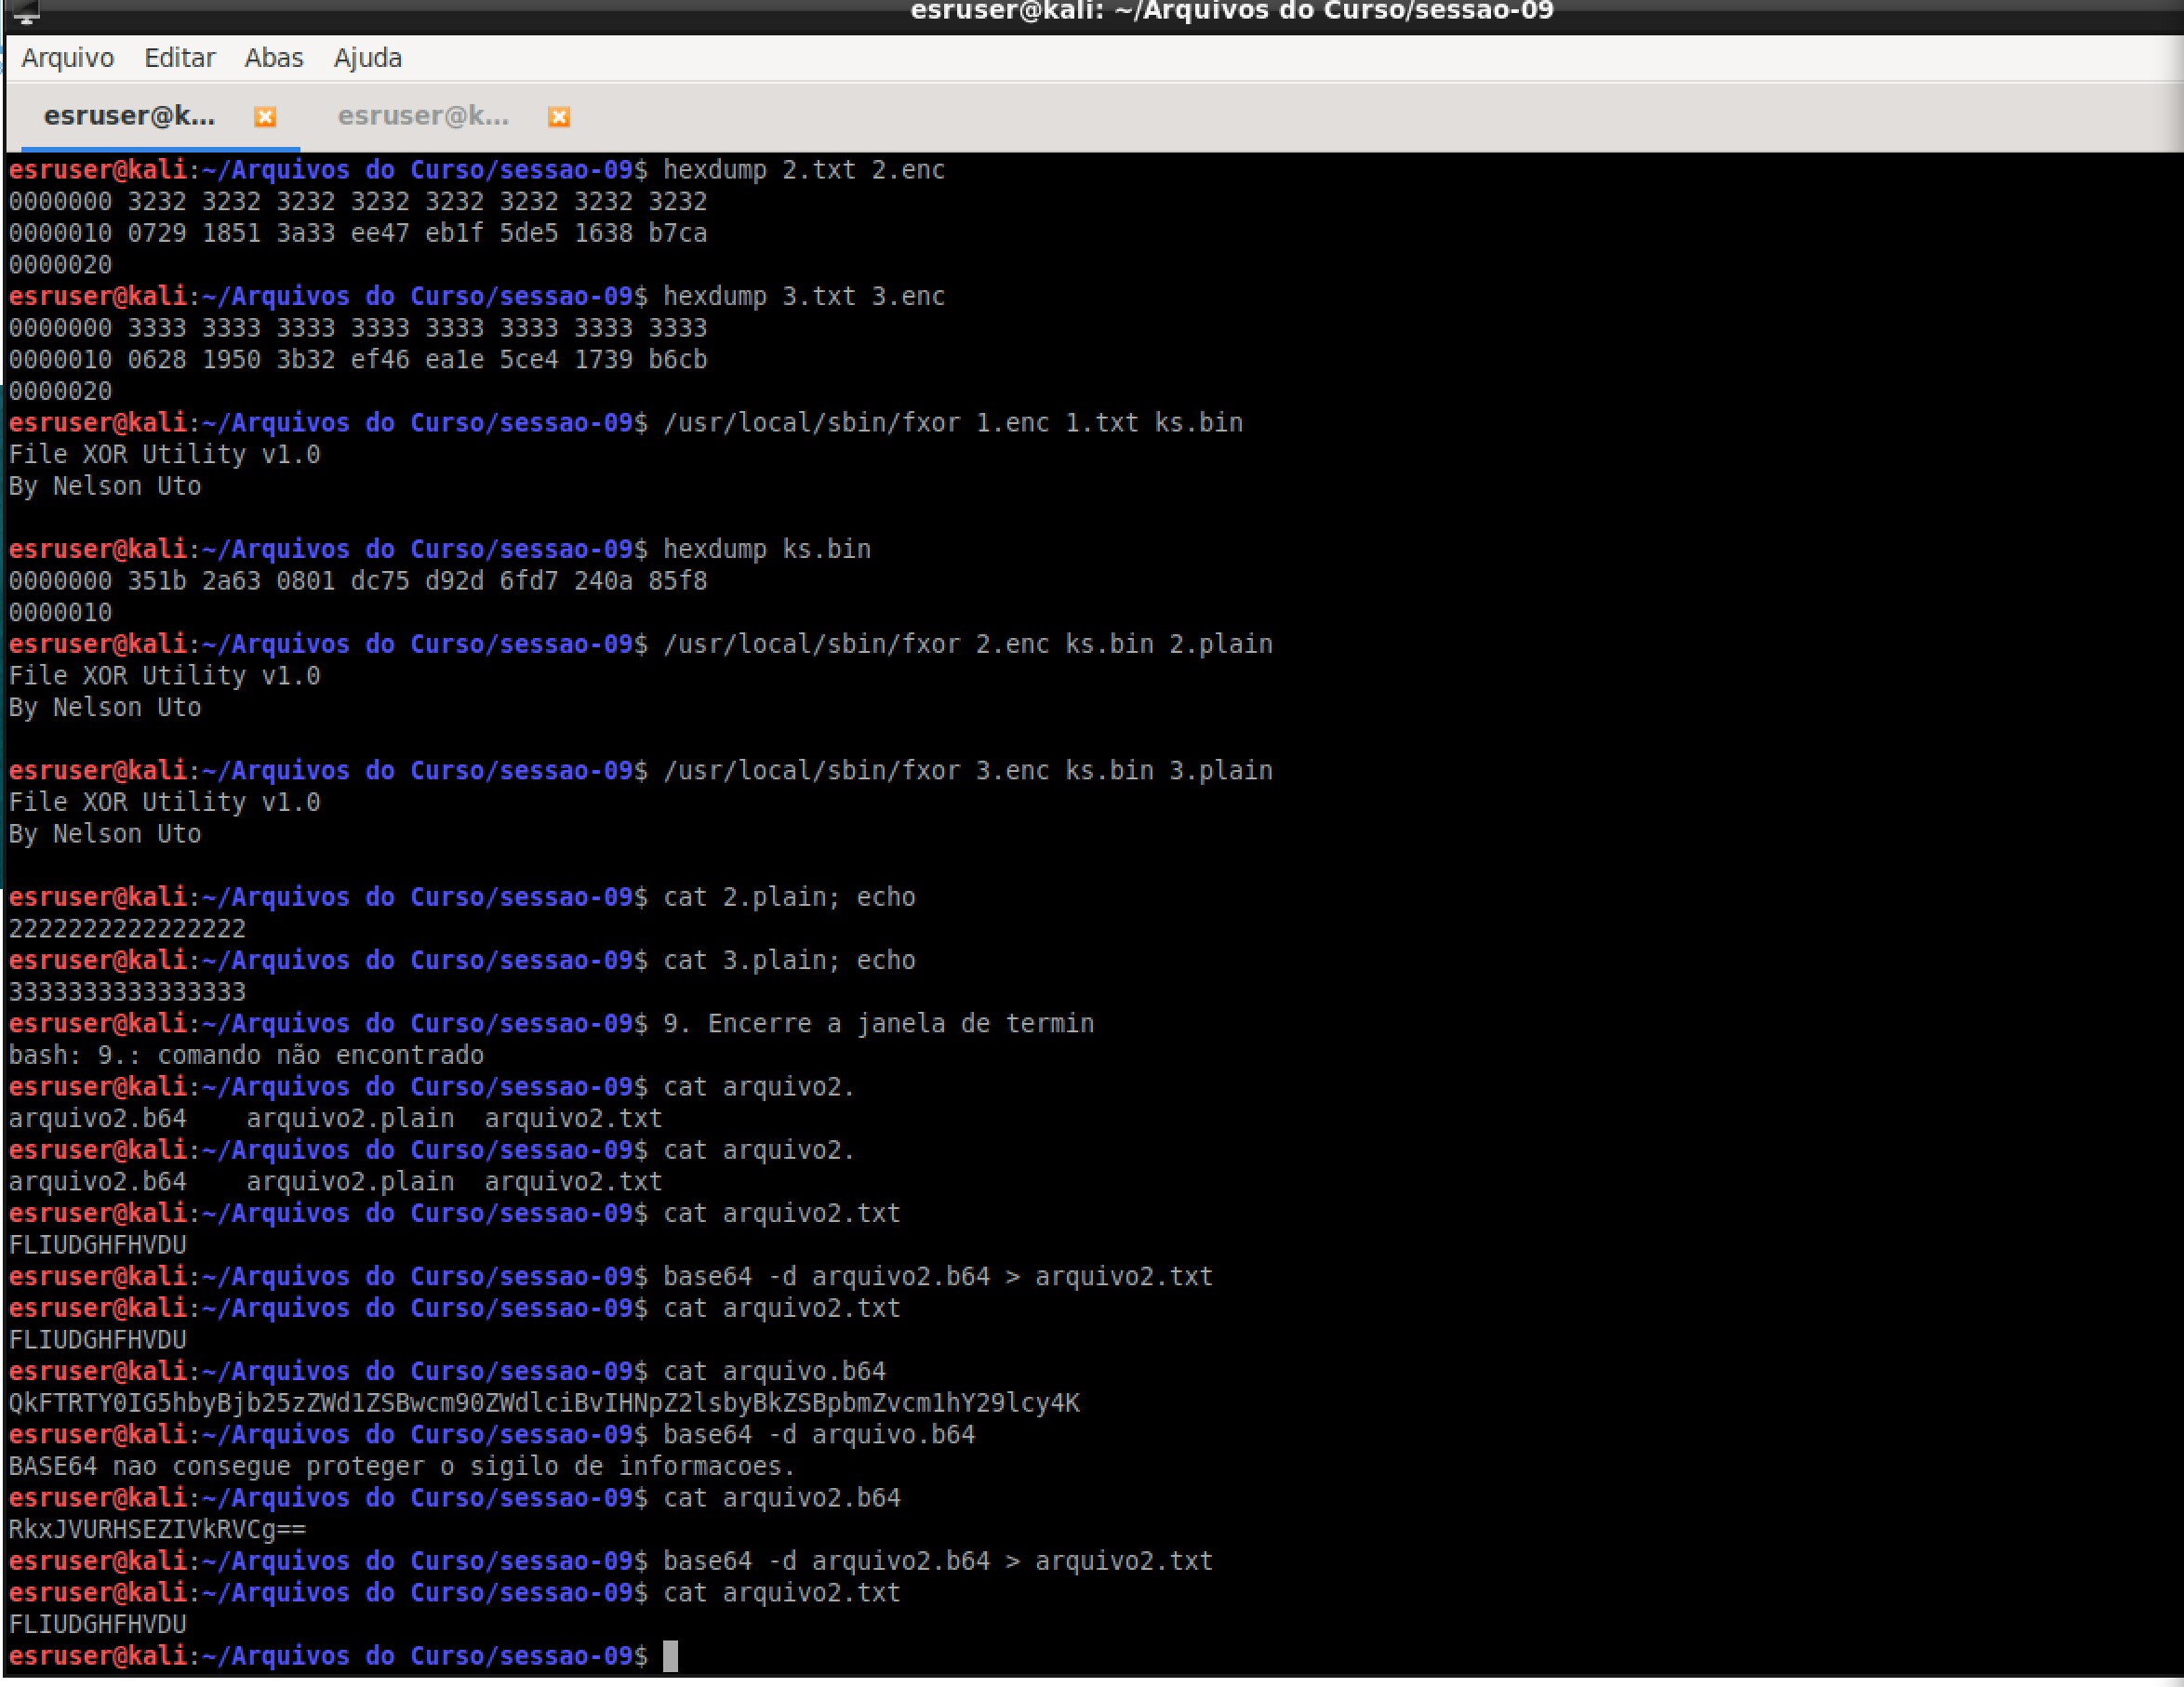 esruser@kali: ~/Arquivos do Curso/sessao-09
Arquivo Editar Abas Ajuda
esruser@k... esruser@k...
esruser@kali:~/Arquivos do Curso/sessao-09$ hexdump 2.txt 2.enc
0000000 3232 3232 3232 3232 3232 3232 3232 3232
0000010 0729 1851 3a33 ee47 eb1f 5de5 1638 b7ca
0000020
esruser@kali:~/Arquivos do Curso/sessao-09$ hexdump 3.txt 3.enc
0000000 3333 3333 3333 3333 3333 3333 3333 3333
0000010 0628 1950 3b32 ef46 ea1e 5ce4 1739 b6cb
0000020
esruser@kali:~/Arquivos do Curso/sessao-09$ /usr/local/sbin/fxor 1.enc 1.txt ks.bin
File XOR Utility v1.0
By Nelson Uto
esruser@kali:~/Arquivos do Curso/sessao-09$ hexdump ks.bin
0000000 351b 2a63 0801 dc75 d92d 6fd7 240a 85f8
0000010
esruser@kali:~/Arquivos do Curso/sessao-09$ /usr/local/sbin/fxor 2.enc ks.bin 2.plain
File XOR Utility v1.0
By Nelson Uto
esruser@kali:~/Arquivos do Curso/sessao-09$ /usr/local/sbin/fxor 3.enc ks.bin 3.plain
File XOR Utility v1.0
By Nelson Uto
esruser@kali:~/Arquivos do Curso/sessao-09$ cat 2.plain; echo
2222222222222222
esruser@kali:~/Arquivos do Curso/sessao-09$ cat 3.plain; echo
3333333333333333
esruser@kali:~/Arquivos do Curso/sessao-09$ 9. Encerre a janela de termin
bash: 9.: comando não encontrado
esruser@kali:~/Arquivos do Curso/sessao-09$ cat arquivo2.
arquivo2.b64 arquivo2.plain arquivo2.txt
esruser@kali:~/Arquivos do Curso/sessao-09$ cat arquivo2.
arquivo2.b64 arquivo2.plain arquivo2.txt
esruser@kali:~/Arquivos do Curso/sessao-09$ cat arquivo2.txt
FLIUDGHFHVDU
esruser@kali:~/Arquivos do Curso/sessao-09$ base64 -d arquivo2.b64 > arquivo2.txt
esruser@kali:~/Arquivos do Curso/sessao-09$ cat arquivo2.txt
FLIUDGHFHVDU
esruser@kali:~/Arquivos do Curso/sessao-09$ cat arquivo.b64
QkFTRTY0IG5hbyBjb25zZWd1ZSBwcm90ZWdlciBvIHNpZ2lsbyBkZSBpbmZvcm1hY29lcy4K
esruser@kali:~/Arquivos do Curso/sessao-09$ base64 -d arquivo.b64
BASE64 nao consegue proteger o sigilo de informacoes.
esruser@kali:~/Arquivos do Curso/sessao-09$ cat arquivo2.b64
RkxJVURHSEZIVkRVCg==
esruser@kali:~/Arquivos do Curso/sessao-09$ base64 -d arquivo2.b64 > arquivo2.txt
esruser@kali:~/Arquivos do Curso/sessao-09$ cat arquivo2.txt
FLIUDGHFHVDU
esruser@kali:~/Arquivos do Curso/sessao-09$